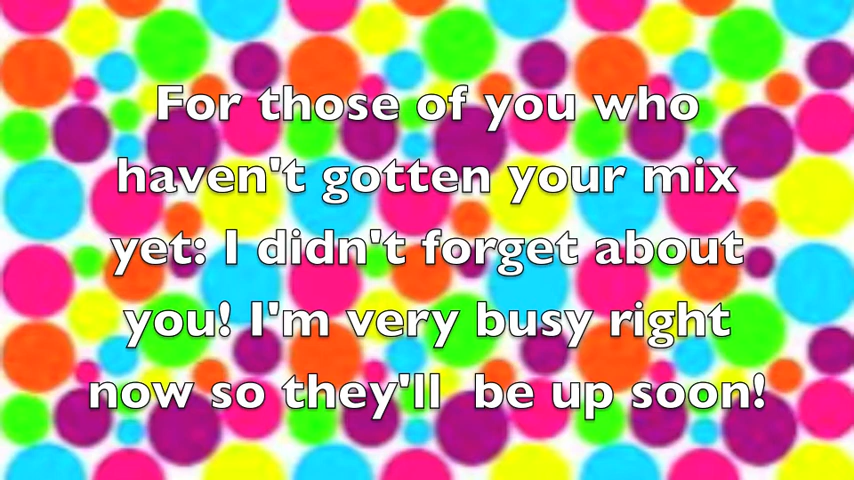 For those of you who
haven't gotten your mix
yet: I didn't forget about
you! I'm very busy right
now so they'll  be up soon!